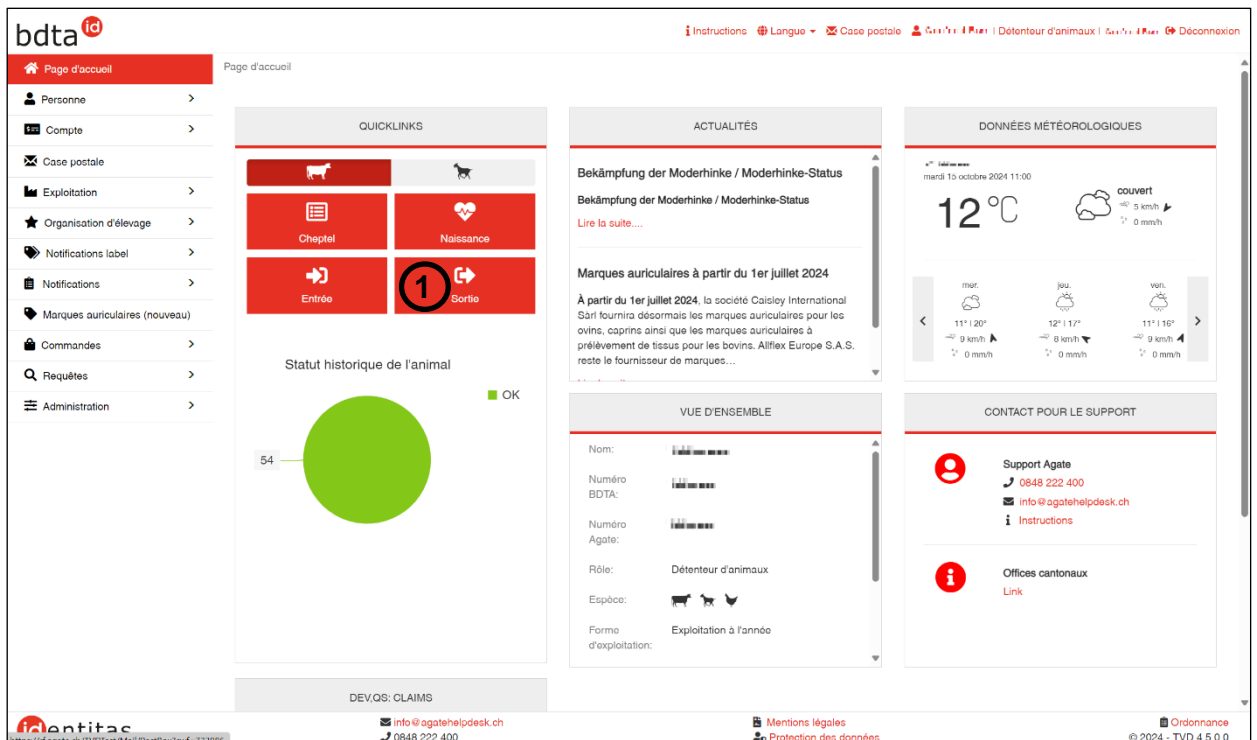 bdta id
Instructions Langue Case postale | Détenteur d'animaux | Déconnexion
Page d'accueil
Personne
Compte
Case postale
Exploitation
Organisation d'élevage
Notifications label
Notifications
Marques auriculaires (nouveau)
Commandes
Requêtes
Administration
Page d'accueil
QUICKLINKS
Cheptel
Naissance
Entrée
1
Sortie
Statut historique de l'animal
OK
54
DEV,QS: CLAIMS
ACTUALITÉS
Bekämpfung der Moderhinke / Moderhinke-Status
Bekämpfung der Moderhinke / Moderhinke-Status
Lire la suite....
Marques auriculaires à partir du 1er juillet 2024
À partir du 1er juillet 2024, la société Caisley International
Sàrl fournira désormais les marques auriculaires pour les
ovins, caprins ainsi que les marques auriculaires à
prélèvement de tissus pour les bovins. Allflex Europe S.A.S.
reste le fournisseur de marques…
VUE D'ENSEMBLE
Nom:
Numéro
BDTA:
Numéro
Agate:
Rôle: Détenteur d'animaux
Espèce:
Forme Exploitation à l'année
d'exploitation:
DONNÉES MÉTÉOROLOGIQUES
mardi 15 octobre 2024 11:00
12 °C
couvert
5 km/h
0 mm/h
mer. jeu. ven.
11° | 20° 12° | 17° 11° | 16°
9 km/h 8 km/h 9 km/h
0 mm/h 0 mm/h 0 mm/h
CONTACT POUR LE SUPPORT
Support Agate
0848 222 400
info@agatehelpdesk.ch
Instructions
Offices cantonaux
Link
identitas
info@agatehelpdesk.ch
0848 222 400
Mentions légales
Protection des données
Ordonnance
© 2024 - TVD 4.5.0.0